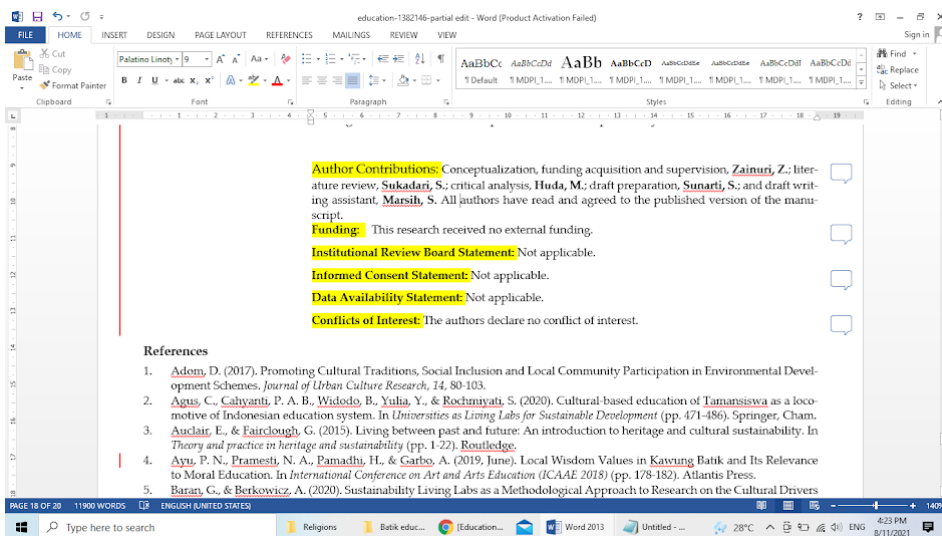 education-1382146-partial edit - Word (Product Activation Failed)
FILE HOME INSERT DESIGN PAGE LAYOUT REFERENCES MAILINGS REVIEW VIEW Sign in
Cut
Copy
Format Painter
Paste
Palatino Linoty 9
AaBbCc AaBbCcDd AaBb AaBbCcD AaBbCcDdEe AaBbCcDdEe AaBbCcDdI AaBbCcDd
¶ Default ¶ MPDI_1.... ¶ MDPI_1.... ¶ MDPI_1.... ¶ MDPI_1.... ¶ MDPI_1.... ¶ MDPI_1.... ¶ MDPI_1....
Find
Replace
Select
Clipboard Font Paragraph Styles Editing
Author Contributions: Conceptualization, funding acquisition and supervision, Zainuri, Z.; liter-
ature review, Sukadari, S.; critical analysis, Huda, M.; draft preparation, Sunarti, S.; and draft writ-
ing assistant, Marsih, S. All authors have read and agreed to the published version of the manu-
script.
Funding: This research received no external funding.
Institutional Review Board Statement: Not applicable.
Informed Consent Statement: Not applicable.
Data Availability Statement: Not applicable.
Conflicts of Interest: The authors declare no conflict of interest.
References
1. Adom, D. (2017). Promoting Cultural Traditions, Social Inclusion and Local Community Participation in Environmental Devel-
opment Schemes. Journal of Urban Culture Research, 14, 80-103.
2. Agus, C., Cahyanti, P. A. B., Widodo, B., Yulia, Y., & Rochmiyati, S. (2020). Cultural-based education of Tamansiswa as a loco-
motive of Indonesian education system. In Universities as Living Labs for Sustainable Development (pp. 471-486). Springer, Cham.
3. Auclair, E., & Fairclough, G. (2015). Living between past and future: An introduction to heritage and cultural sustainability. In
Theory and practice in heritage and sustainability (pp. 1-22). Routledge.
4. Ayu, P. N., Pramesti, N. A., Pamadhi, H., & Garbo, A. (2019, June). Local Wisdom Values in Kawung Batik and Its Relevance
to Moral Education. In International Conference on Art and Arts Education (ICAAE 2018) (pp. 178-182). Atlantis Press.
5. Baran, G., & Berkowicz, A. (2020). Sustainability Living Labs as a Methodological Approach to Research on the Cultural Drivers
PAGE 18 OF 20 11900 WORDS ENGLISH (UNITED STATES) 140%
Type here to search Religions Batik educ... [Education... Word 2013 Untitled - ... 28°C ENG 4:23 PM
8/11/2021